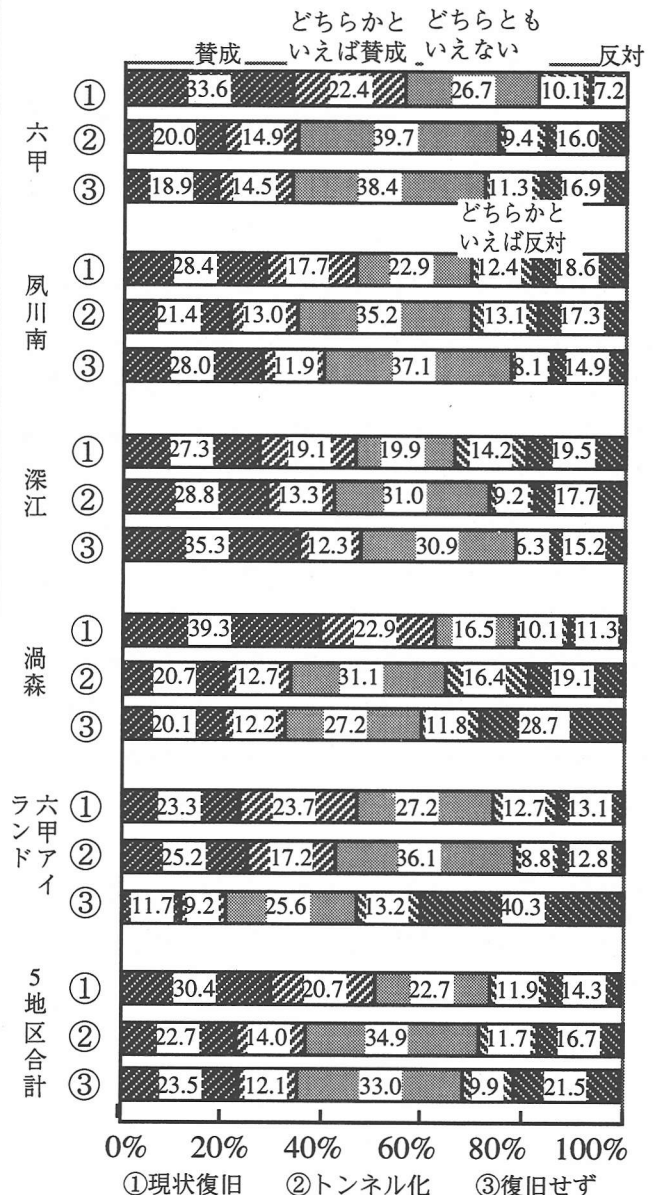 どちらかと どちらとも
賛成 いえば賛成 いえない 反対
六甲
① 33.6 22.4 26.7 10.1 7.2
② 20.0 14.9 39.7 9.4 16.0
③ 18.9 14.5 38.4 11.3 16.9
どちらかと
いえば反対
夙川南
① 28.4 17.7 22.9 12.4 18.6
② 21.4 13.0 35.2 13.1 17.3
③ 28.0 11.9 37.1 8.1 14.9
深江
① 27.3 19.1 19.9 14.2 19.5
② 28.8 13.3 31.0 9.2 17.7
③ 35.3 12.3 30.9 6.3 15.2
渦森
① 39.3 22.9 16.5 10.1 11.3
② 20.7 12.7 31.1 16.4 19.1
③ 20.1 12.2 27.2 11.8 28.7
六甲アイ
ランド
① 23.3 23.7 27.2 12.7 13.1
② 25.2 17.2 36.1 8.8 12.8
③ 11.7 9.2 25.6 13.2 40.3
5地区合計
① 30.4 20.7 22.7 11.9 14.3
② 22.7 14.0 34.9 11.7 16.7
③ 23.5 12.1 33.0 9.9 21.5
0% 20% 40% 60% 80% 100%
①現状復旧 ②トンネル化 ③復旧せず